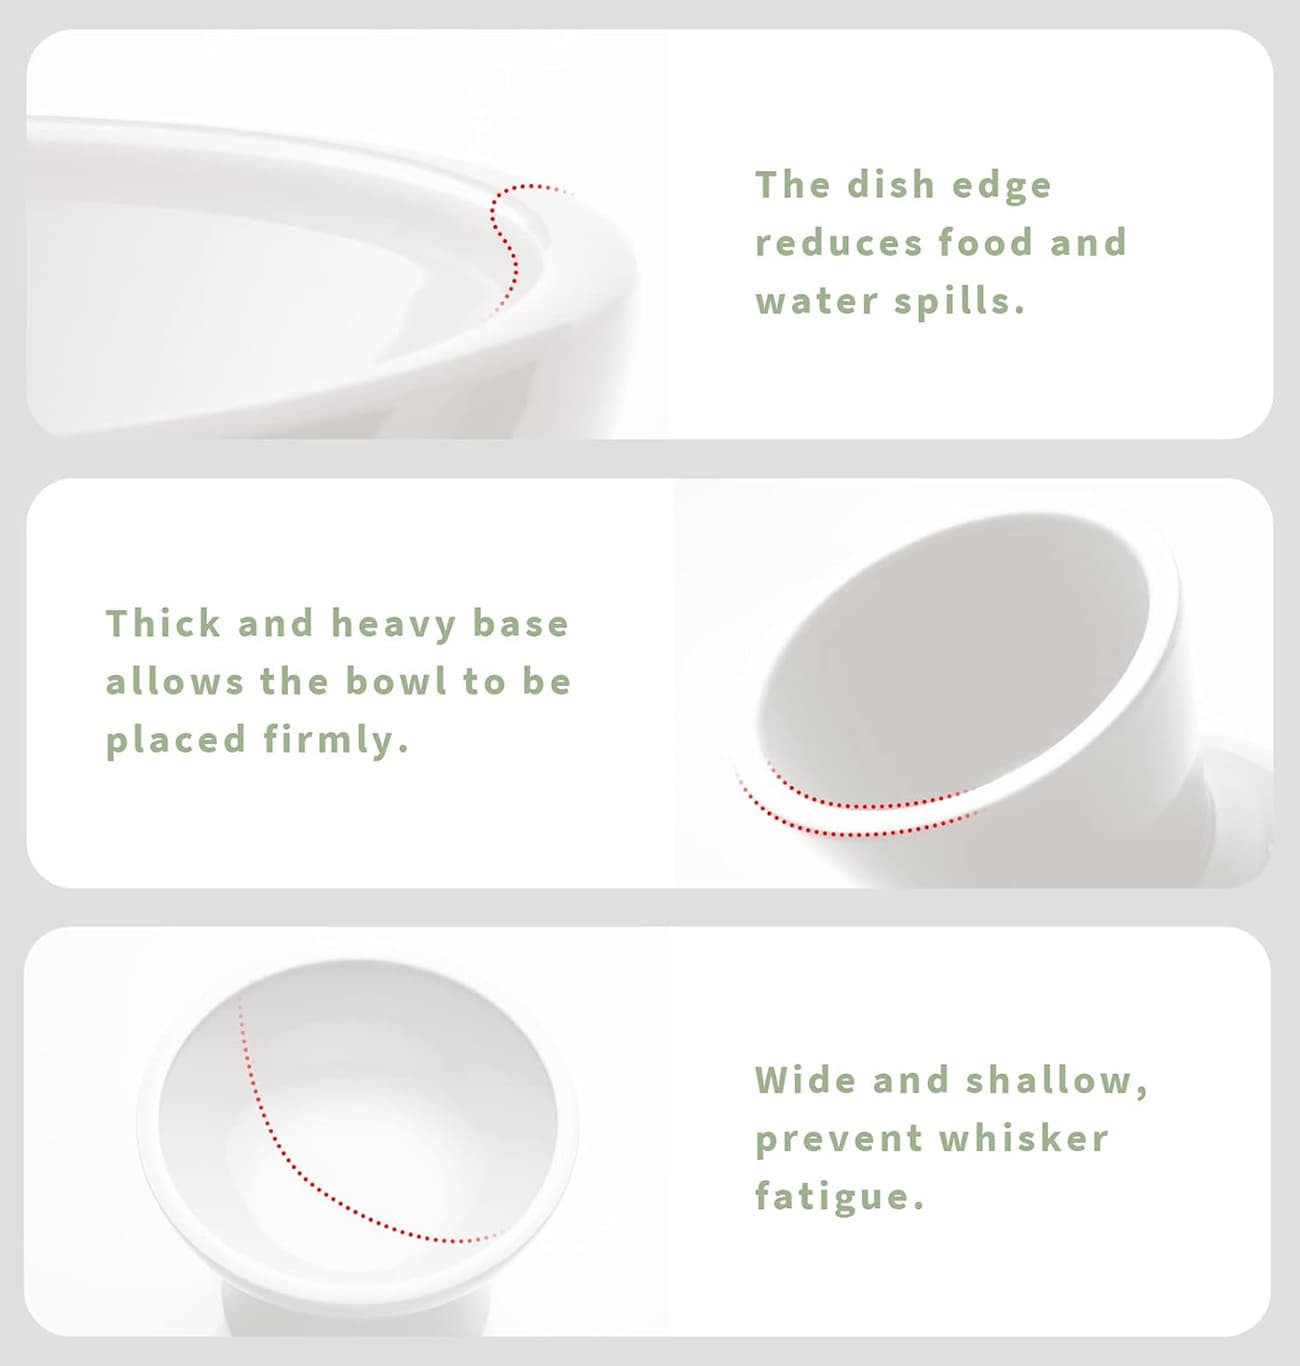 The dish edge
reduces food and
water spills.
Thick and heavy base
allows the bowl to be
placed firmly.
Wide and shallow,
prevent whisker
fatigue.